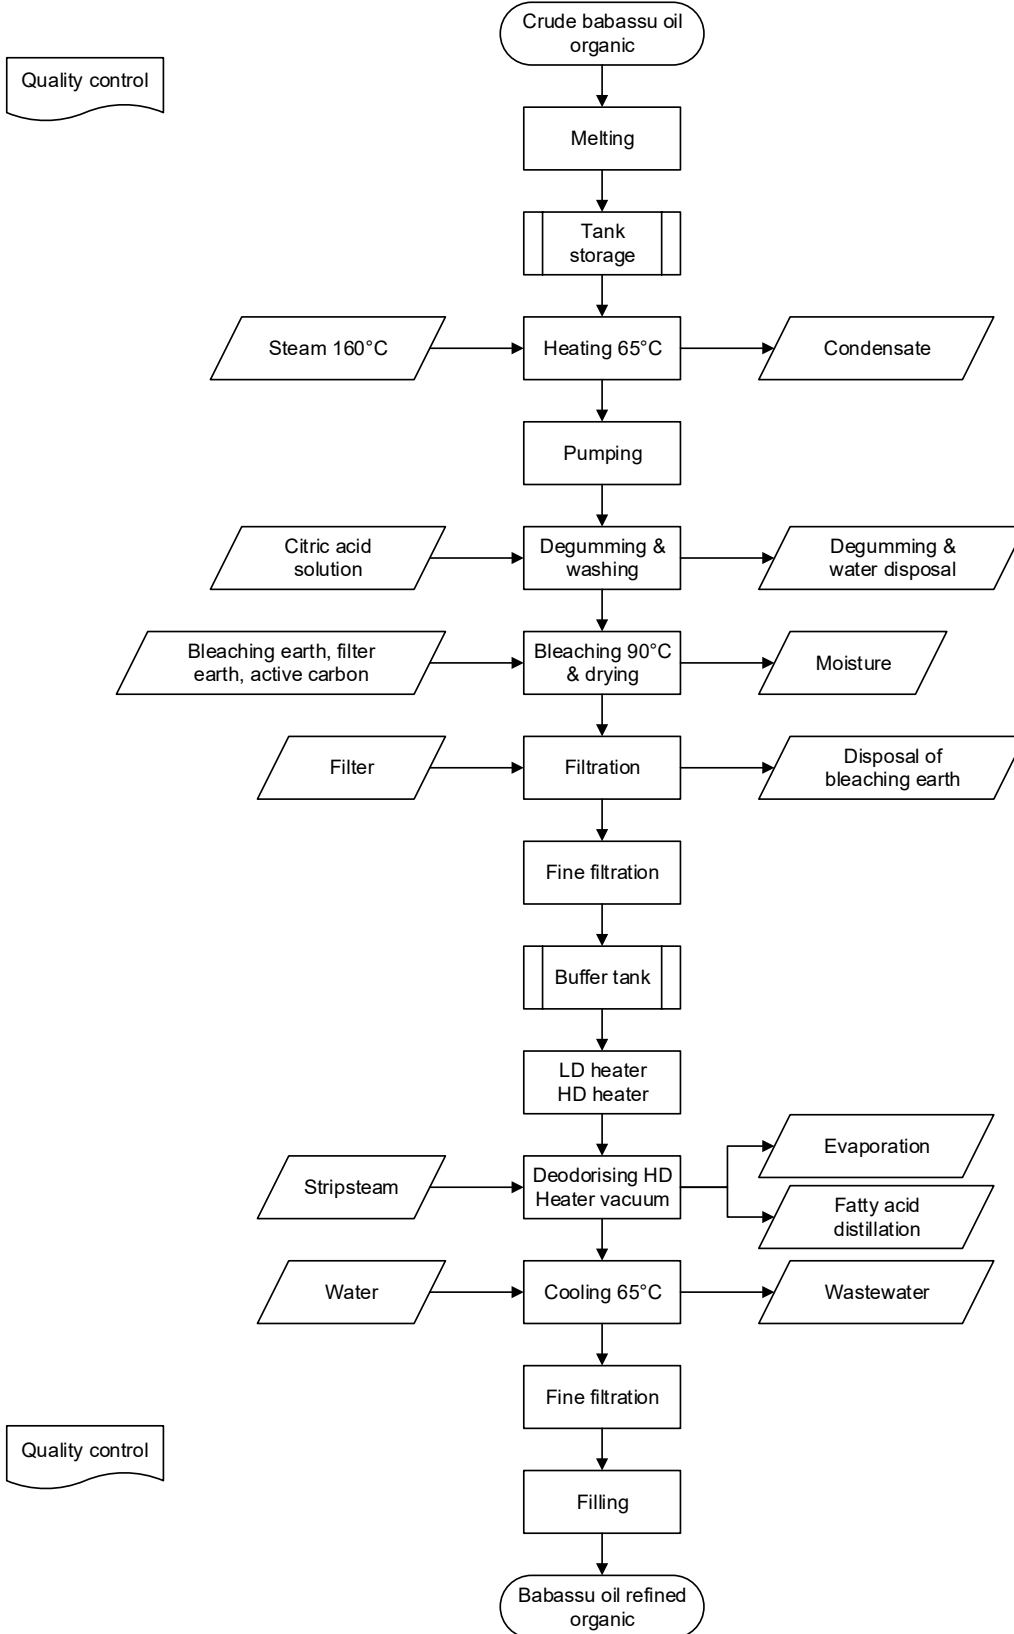 Crude babassu oil
organic
Quality control
Melting
Tank
storage
Steam 160°C
Heating 65°C
Condensate
Pumping
Citric acid
solution
Degumming &
washing
Degumming &
water disposal
Bleaching earth, filter
earth, active carbon
Bleaching 90°C
& drying
Moisture
Filter
Filtration
Disposal of
bleaching earth
Fine filtration
Buffer tank
LD heater
HD heater
Stripsteam
Deodorising HD
Heater vacuum
Evaporation
Fatty acid
distillation
Water
Cooling 65°C
Wastewater
Fine filtration
Quality control
Filling
Babassu oil refined
organic